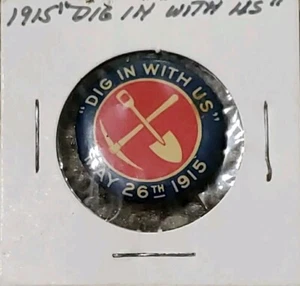 1915 "DIG IN WITH US"
"DIG IN WITH US"
MAY 26TH 1915